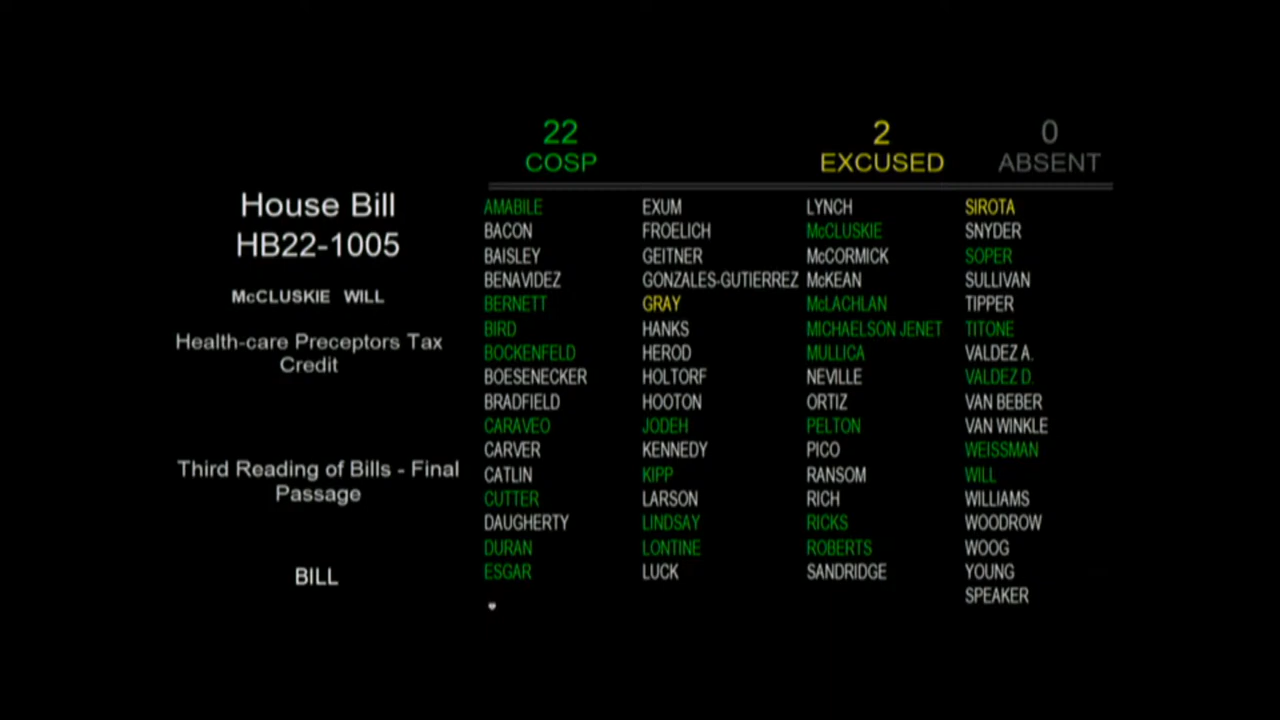 22 2 0
COSP EXCUSED ABSENT
House Bill
HB22-1005
McCLUSKIE WILL
Health-care Preceptors Tax
Credit
Third Reading of Bills - Final
Passage
BILL
AMABILE EXUM LYNCH SIROTA
BACON FROELICH McCLUSKIE SNYDER
BAISLEY GEITNER McCORMICK SOPER
BENAVIDEZ GONZALES-GUTIERREZ McKEAN SULLIVAN
BERNETT GRAY McLACHLAN TIPPER
BIRD HANKS MICHAELSON JENET TITONE
BOCKENFELD HEROD MULLICA VALDEZ A.
BOESENECKER HOLTORF NEVILLE VALDEZ D.
BRADFIELD HOOTON ORTIZ VAN BEBER
CARAVEO JODEH PELTON VAN WINKLE
CARVER KENNEDY PICO WEISSMAN
CATLIN KIPP RANSOM WILL
CUTTER LARSON RICH WILLIAMS
DAUGHERTY LINDSAY RICKS WOODROW
DURAN LONTINE ROBERTS WOOG
ESGAR LUCK SANDRIDGE YOUNG
SPEAKER